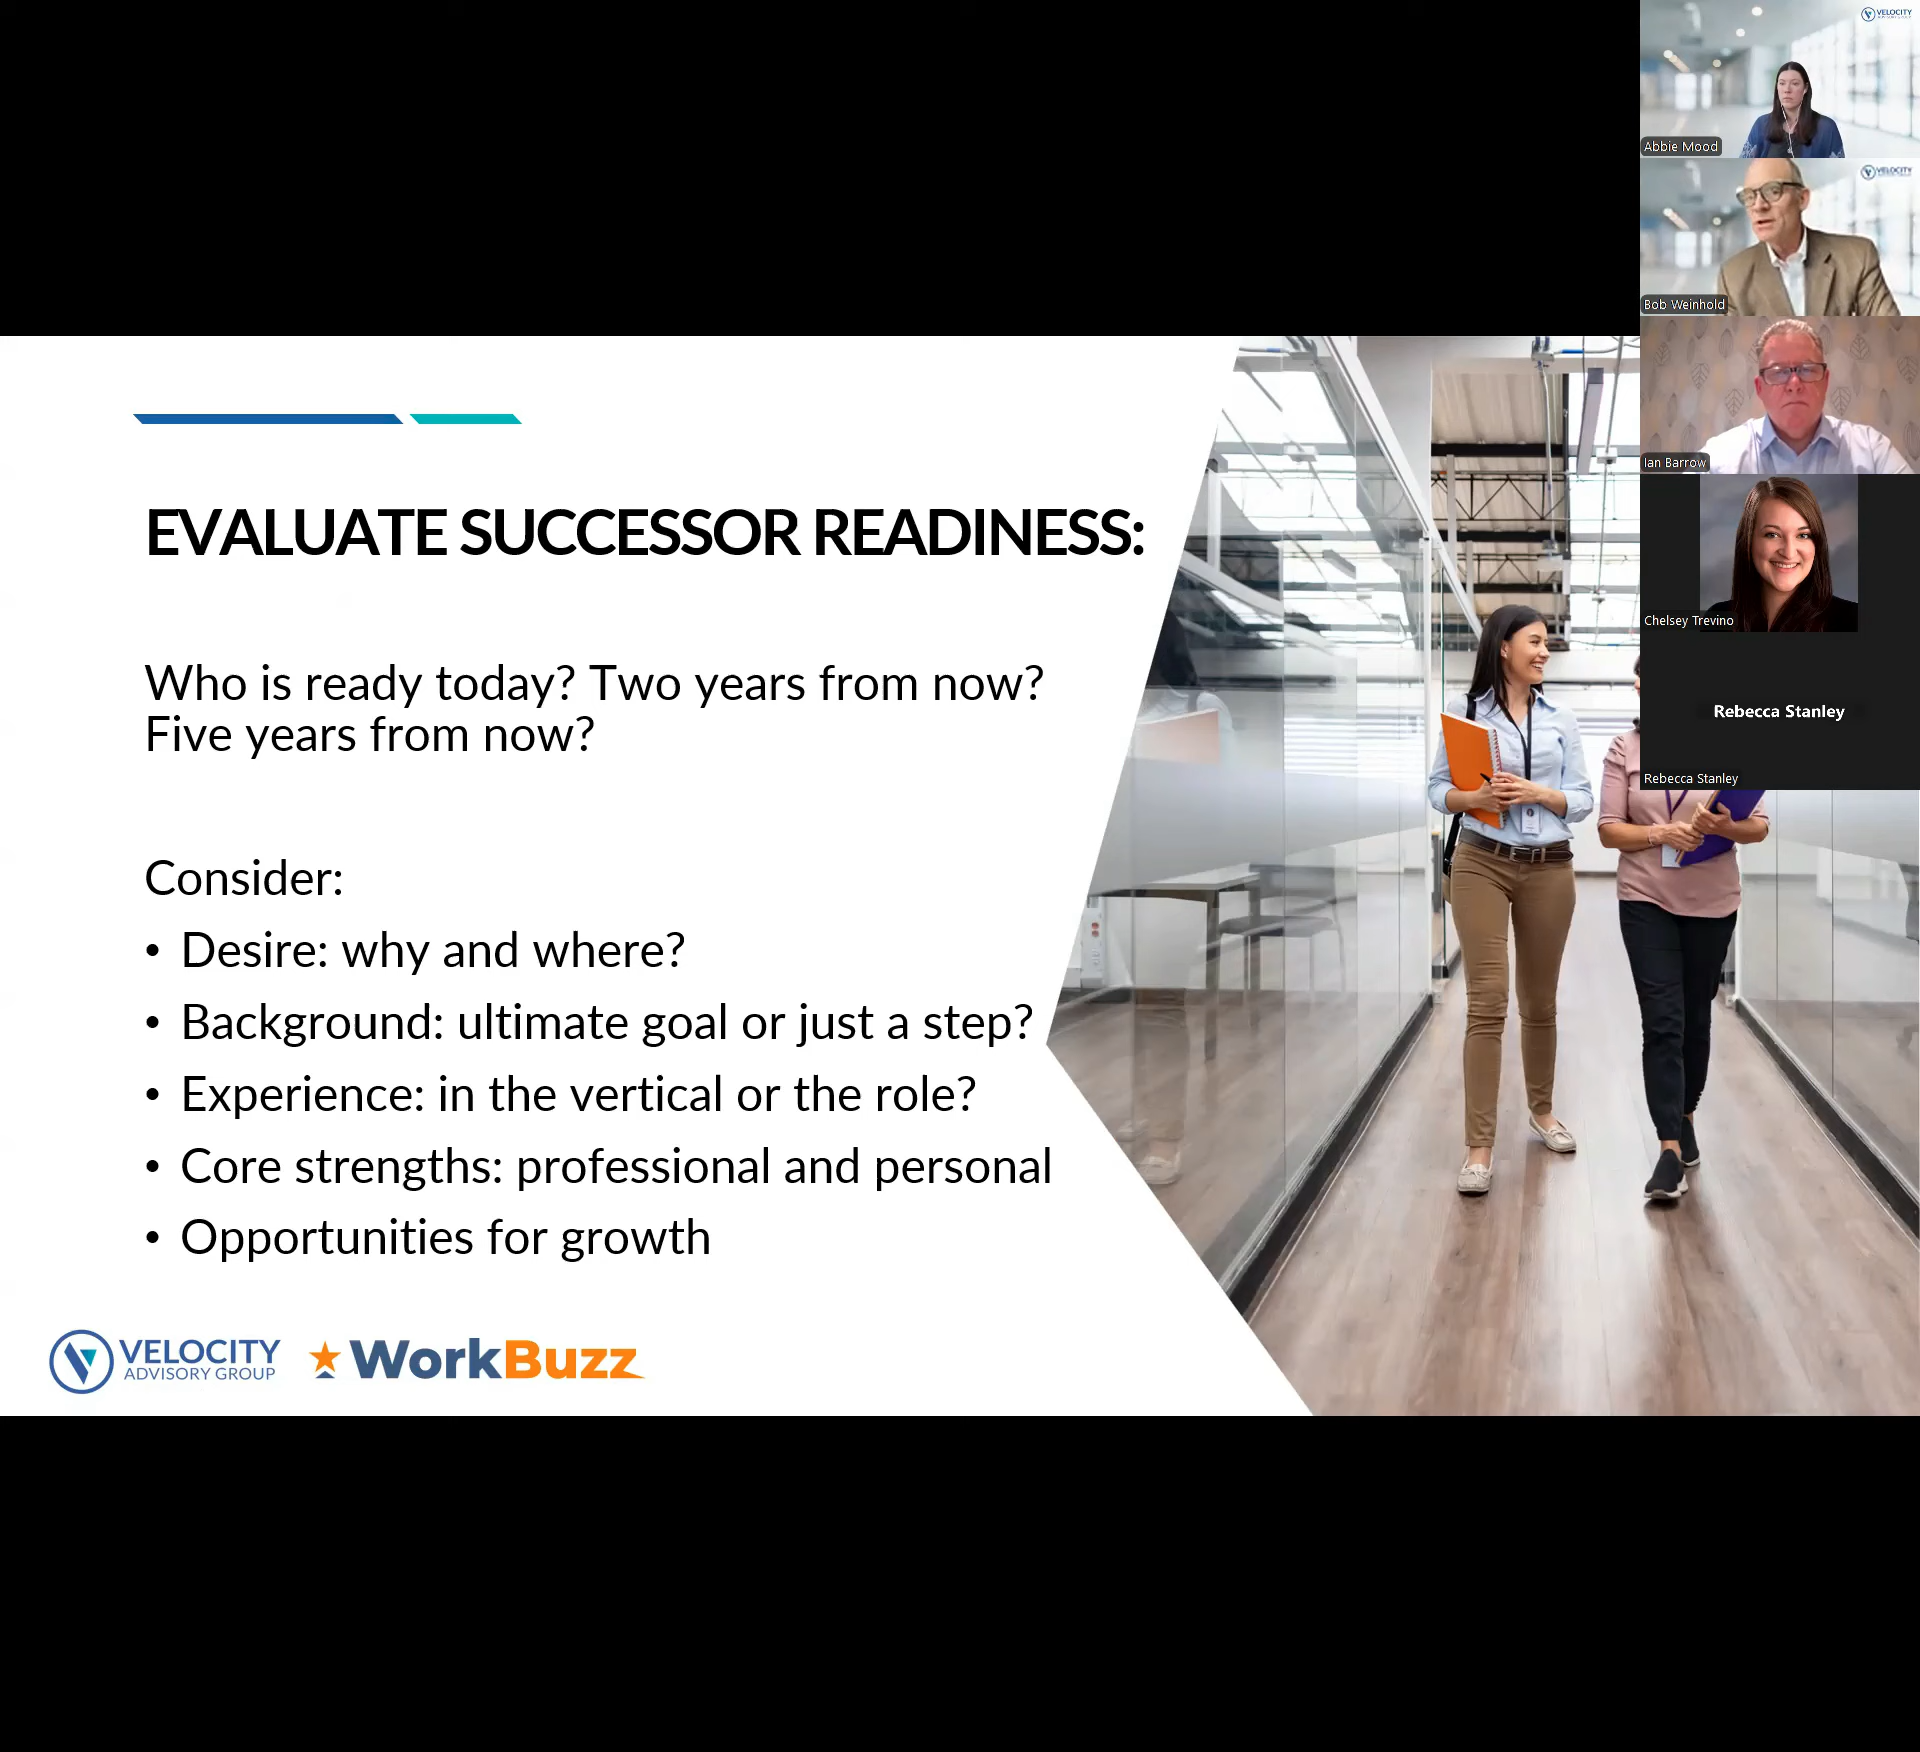 EVALUATE SUCCESSOR READINESS:
Who is ready today? Two years from now?
Five years from now?
Consider:
• Desire: why and where?
• Background: ultimate goal or just a step?
• Experience: in the vertical or the role?
• Core strengths: professional and personal
• Opportunities for growth
VELOCITY
ADVISORY GROUP
WorkBuzz
VELOCITY
Abbie Mood
VELOCITY
Bob Weinhold
Ian Barrow
Chelsey Trevino
Rebecca Stanley
Rebecca Stanley